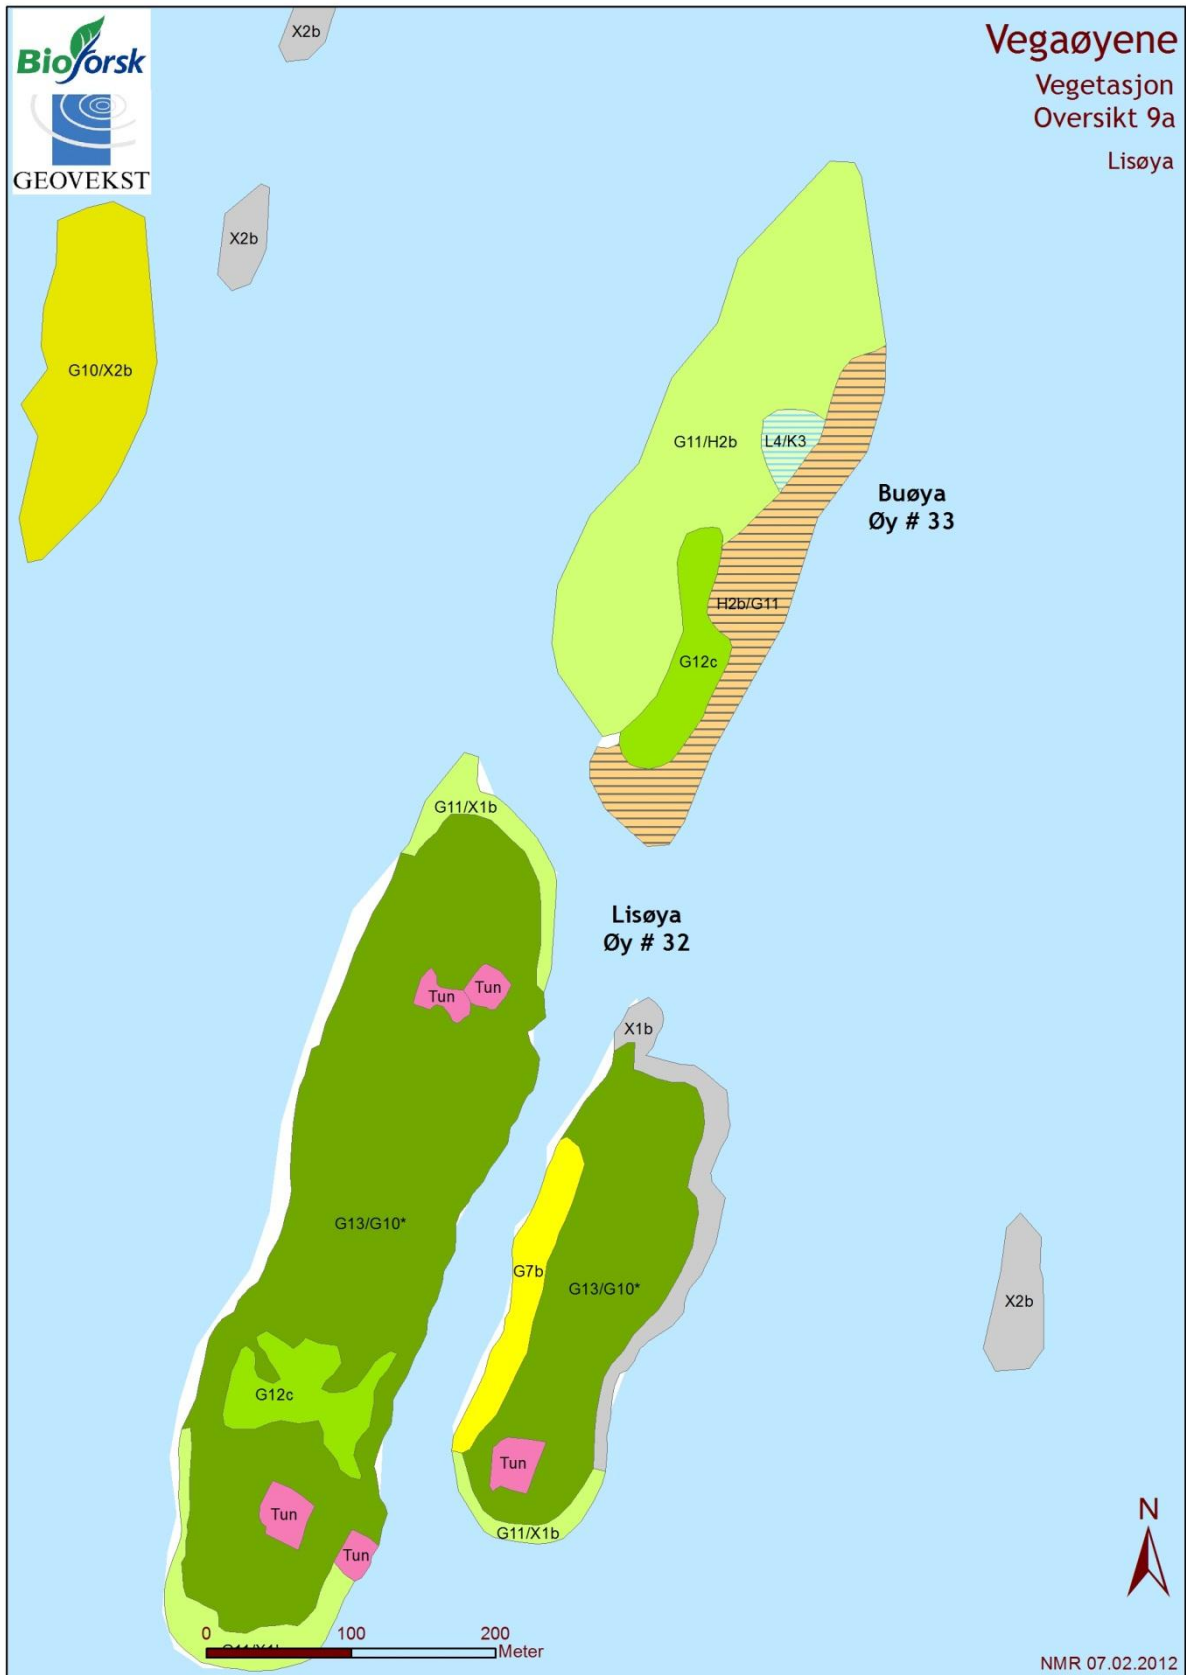 Bioforsk
GEOVEKST
Vegaøyene
Vegetasjon
Oversikt 9a
Lisøya
X2b
X2b
G10/X2b
G11/H2b
L4/K3
Buøya
Øy # 33
H2b/G11
G12c
G11/X1b
Lisøya
Øy # 32
Tun
Tun
X1b
G13/G10*
G7b
G13/G10*
X2b
G12c
Tun
Tun
G11/X1b
Tun
N
0
100
200
Meter
G11/X1b
NMR 07.02.2012